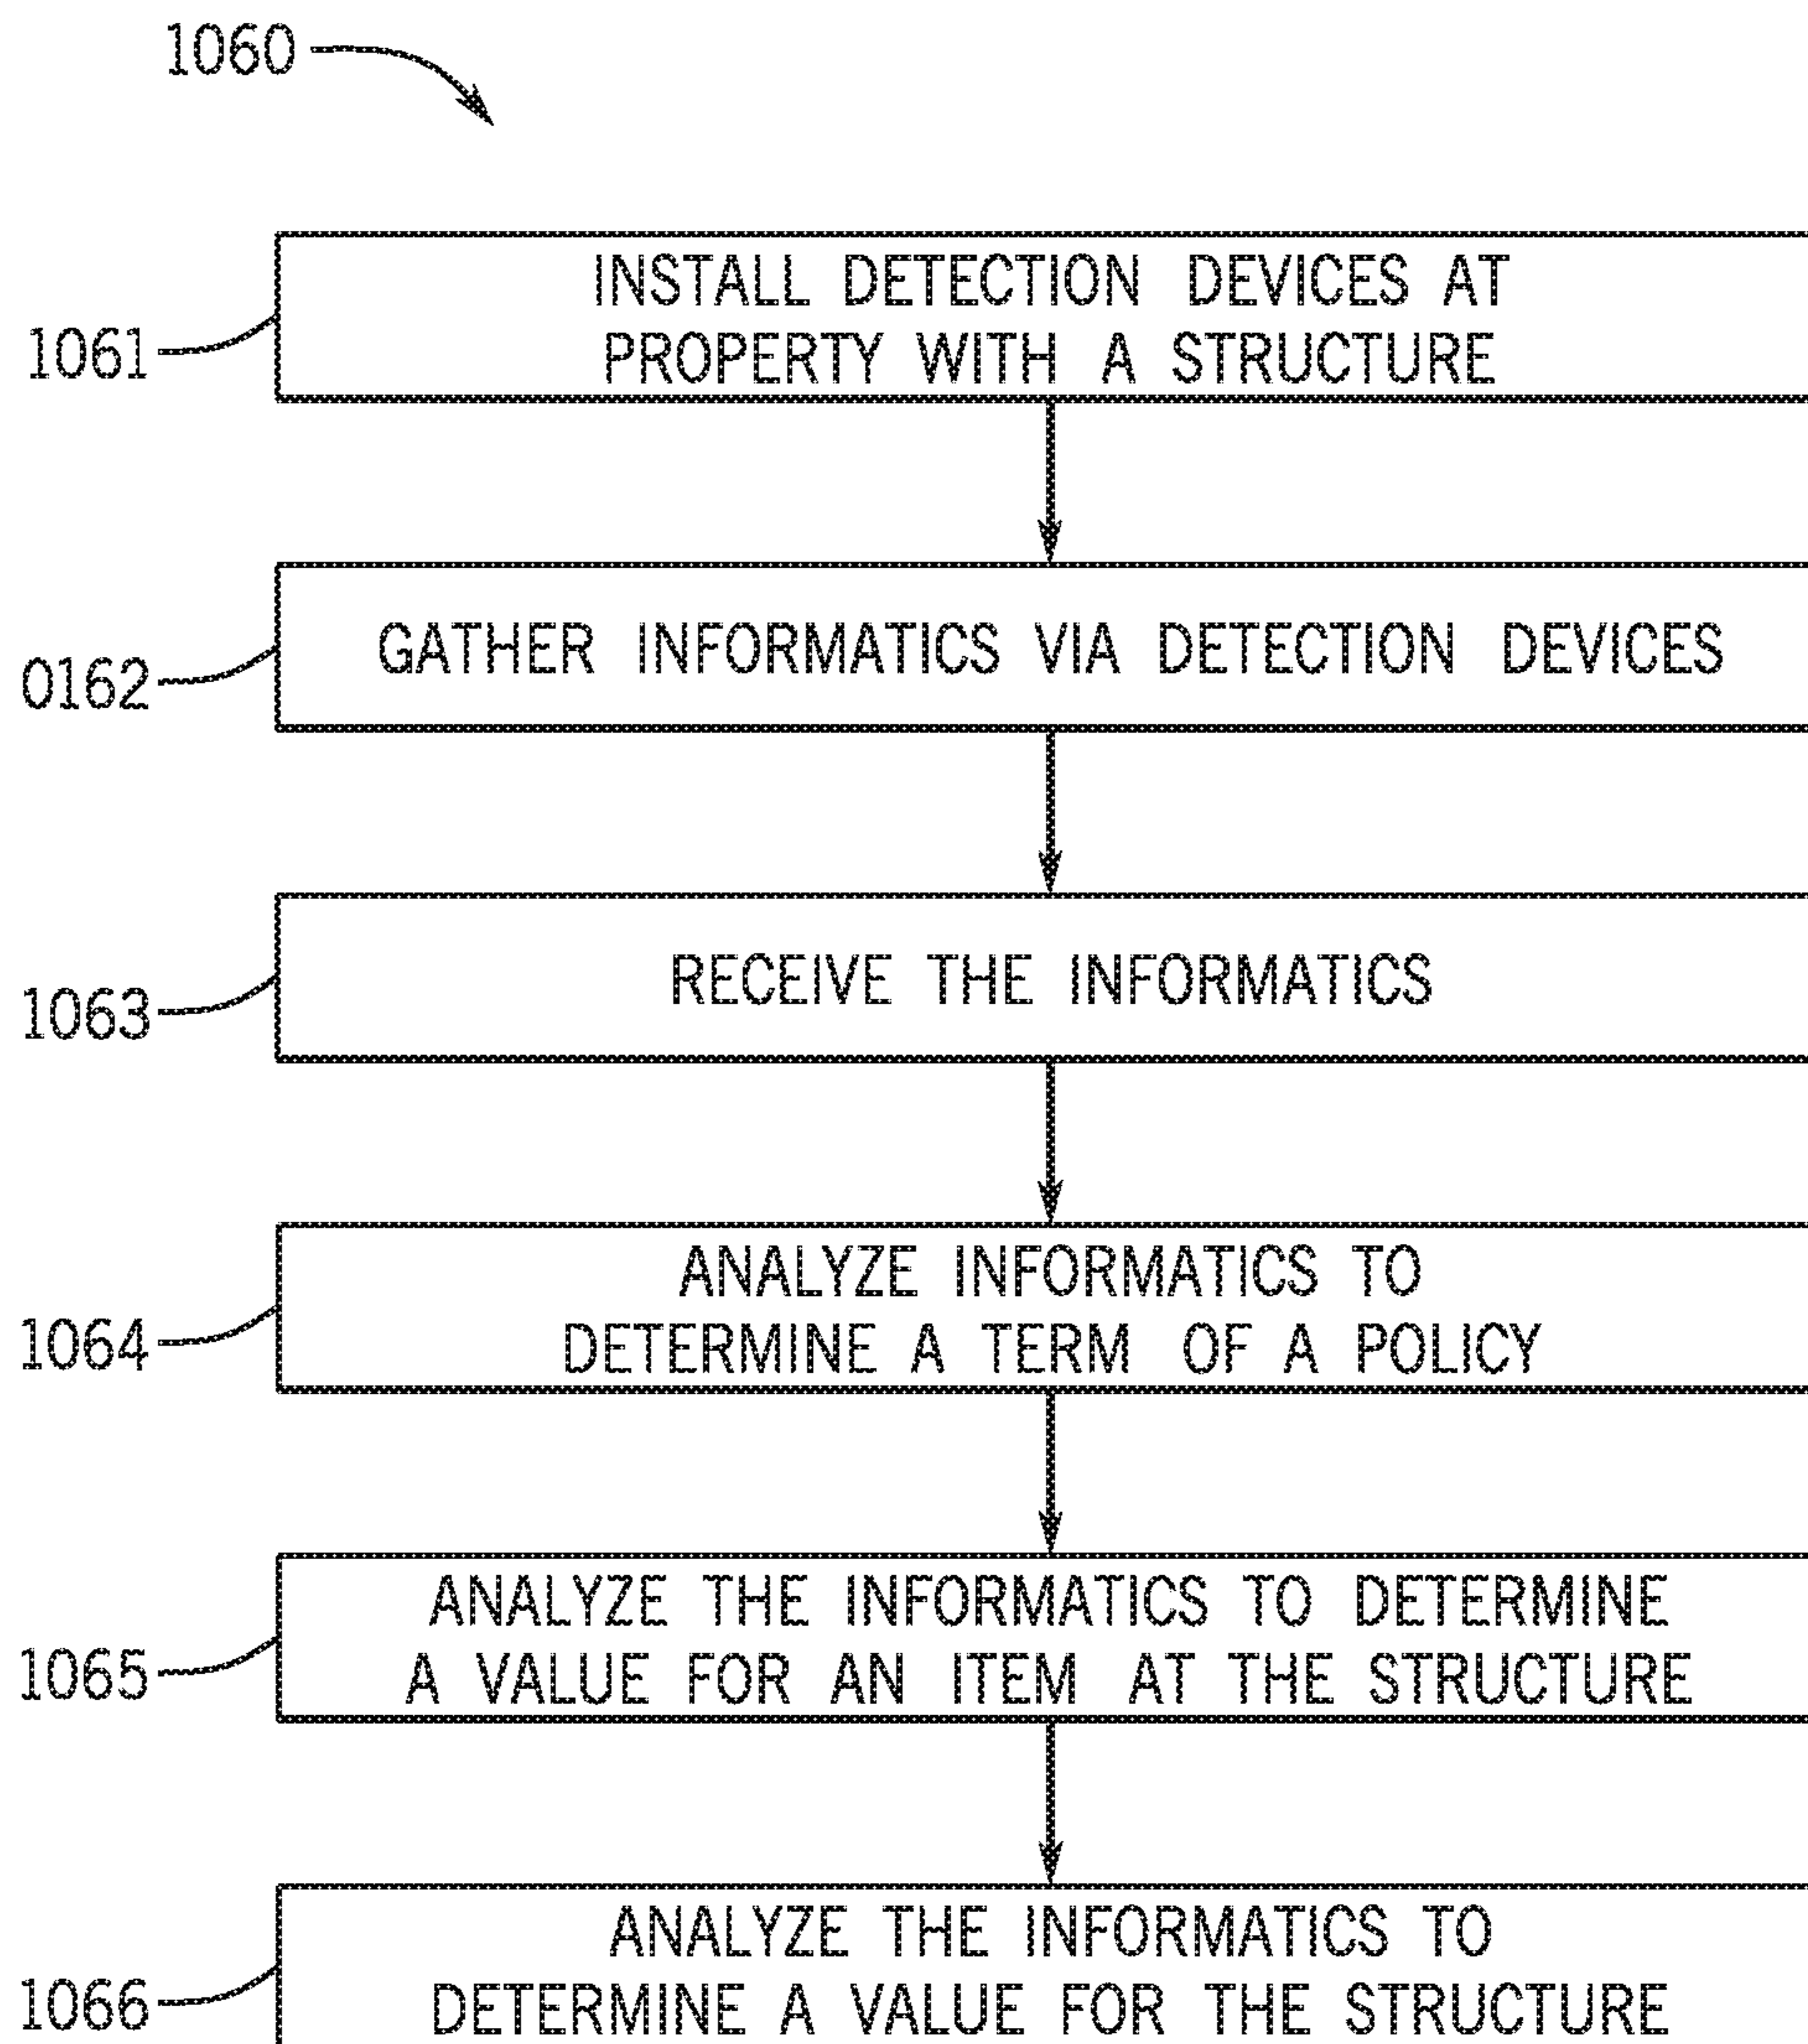 1060
INSTALL DETECTION DEVICES AT
PROPERTY WITH A STRUCTURE
1061
GATHER INFORMATICS VIA DETECTION DEVICES
0162
RECEIVE THE INFORMATICS
1063
ANALYZE INFORMATICS TO
DETERMINE A TERM OF A POLICY
1064
ANALYZE THE INFORMATICS TO DETERMINE
A VALUE FOR AN ITEM AT THE STRUCTURE
1065
ANALYZE THE INFORMATICS TO
DETERMINE A VALUE FOR THE STRUCTURE
1066